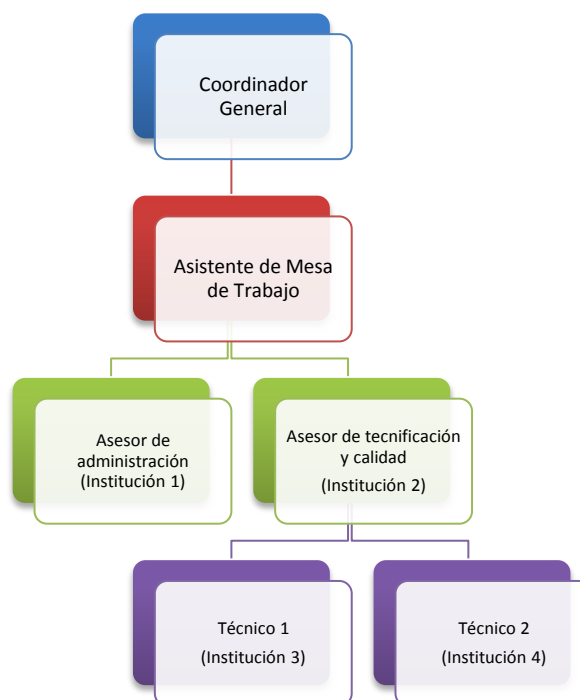 Coordinador
General
Asistente de Mesa
de Trabajo
Asesor de
administración
(Institución 1)
Asesor de tecnificación
y calidad
(Institución 2)
Técnico 1
(Institución 3)
Técnico 2
(Institución 4)